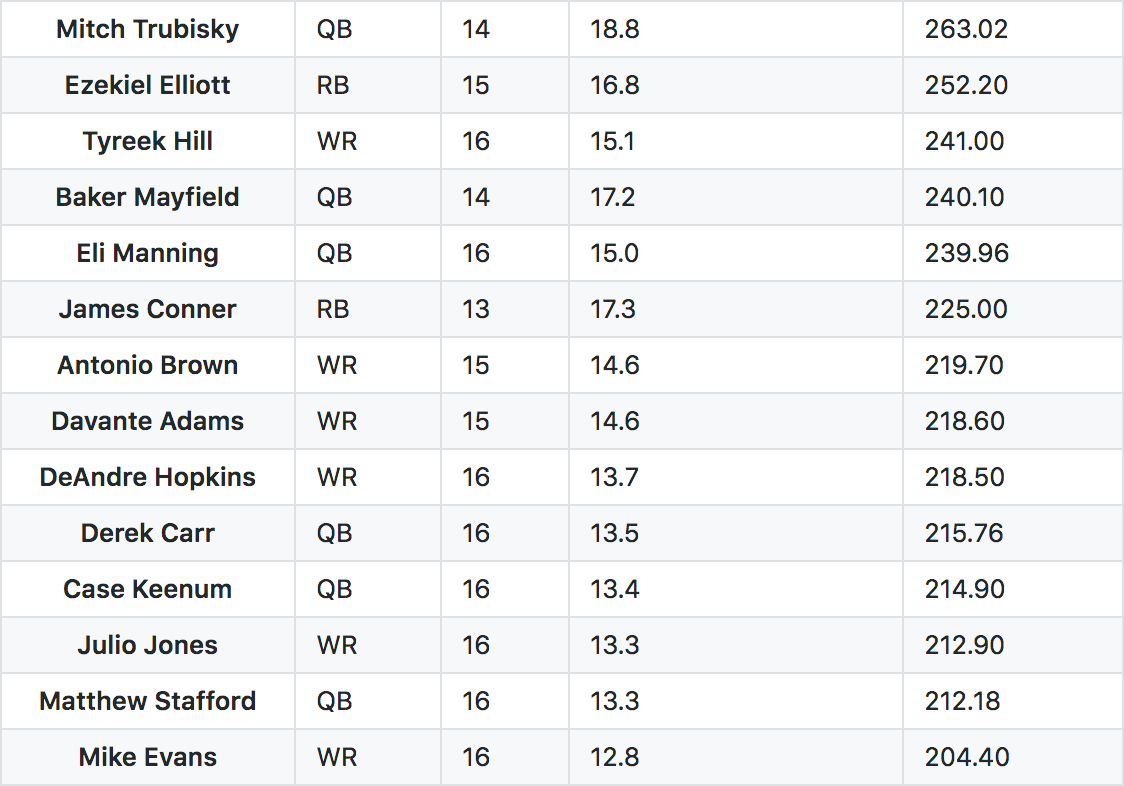 Mitch Trubisky QB 14 18.8 263.02
Ezekiel Elliott RB 15 16.8 252.20
Tyreek Hill WR 16 15.1 241.00
Baker Mayfield QB 14 17.2 240.10
Eli Manning QB 16 15.0 239.96
James Conner RB 13 17.3 225.00
Antonio Brown WR 15 14.6 219.70
Davante Adams WR 15 14.6 218.60
DeAndre Hopkins WR 16 13.7 218.50
Derek Carr QB 16 13.5 215.76
Case Keenum QB 16 13.4 214.90
Julio Jones WR 16 13.3 212.90
Matthew Stafford QB 16 13.3 212.18
Mike Evans WR 16 12.8 204.40